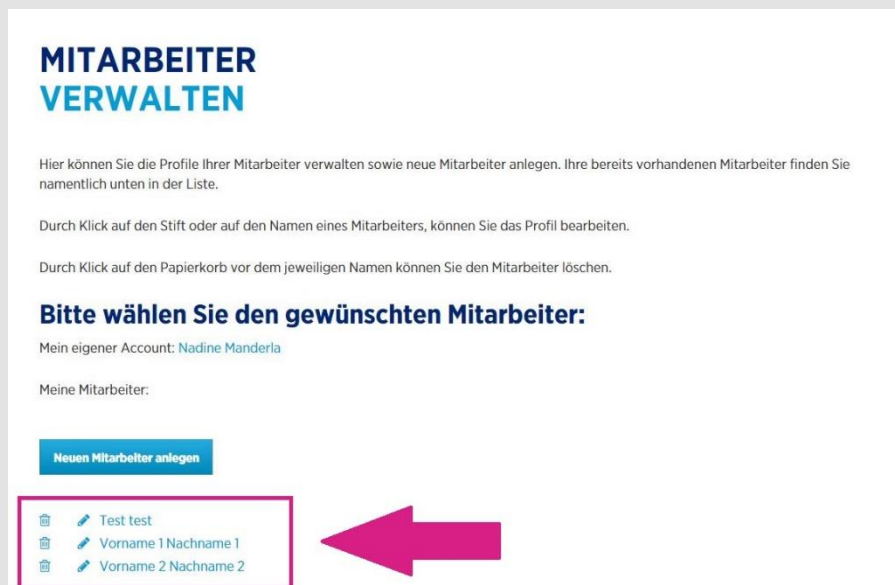 MITARBEITER
VERWALTEN
Hier können Sie die Profile Ihrer Mitarbeiter verwalten sowie neue Mitarbeiter anlegen. Ihre bereits vorhandenen Mitarbeiter finden Sie
namentlich unten in der Liste.
Durch Klick auf den Stift oder auf den Namen eines Mitarbeiters, können Sie das Profil bearbeiten.
Durch Klick auf den Papierkorb vor dem jeweiligen Namen können Sie den Mitarbeiter löschen.
Bitte wählen Sie den gewünschten Mitarbeiter:
Mein eigener Account: Nadine Manderla
Meine Mitarbeiter:
Neuen Mitarbeiter anlegen
Test test
Vorname 1 Nachname 1
Vorname 2 Nachname 2